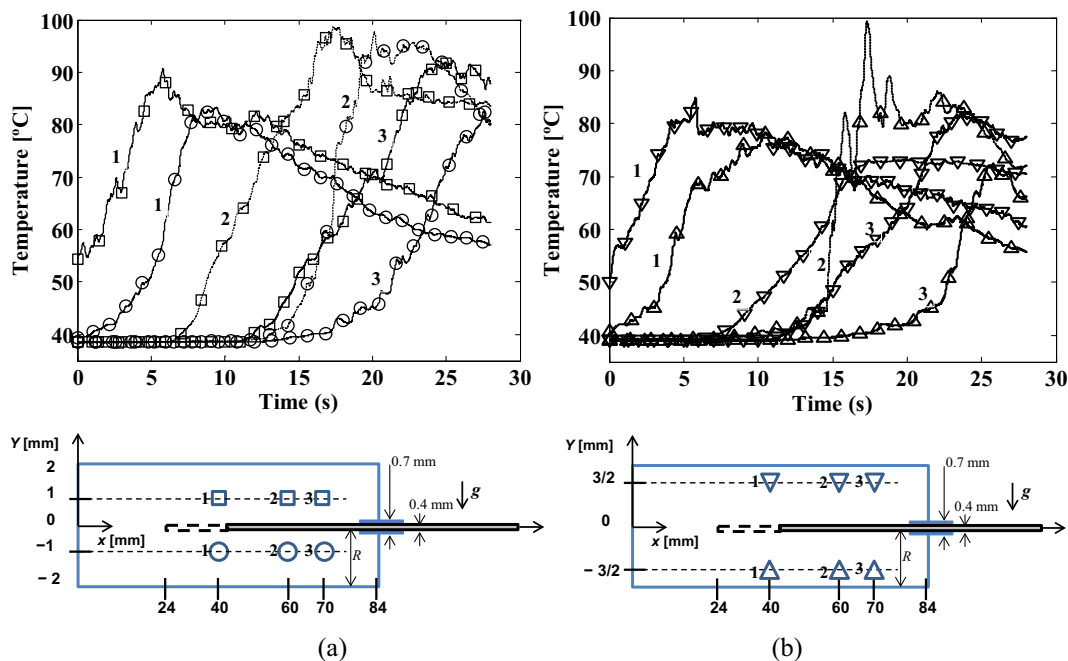 Temperature [ºC]
100
90
80
70
60
50
40
0
5
10
15
20
25
30
Time (s)
1
1
2
2
3
3
Temperature [ºC]
100
90
80
70
60
50
40
0
5
10
15
20
25
30
Time (s)
1
1
2
2
3
3
Y [mm]
2
1
0
−1
−2
x [mm]
1 2 3
1 2 3
0.7 mm
0.4 mm
g
R
24 40 60 70 84
(a)
Y [mm]
3/2
0
− 3/2
x [mm]
1 2 3
1 2 3
0.7 mm
0.4 mm
g
R
24 40 60 70 84
(b)